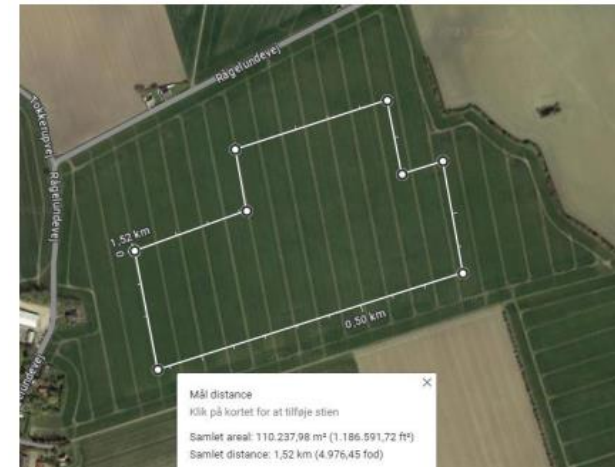 Rågelundevej
Tokkerupvej
Rågelundevej
1,52 km
0
0,50 km
Mål distance
Klik på kortet for at tilføje stien
Samlet areal: 110.237,98 m² (1.186.591,72 ft²)
Samlet distance: 1,52 km (4.976,45 fod)